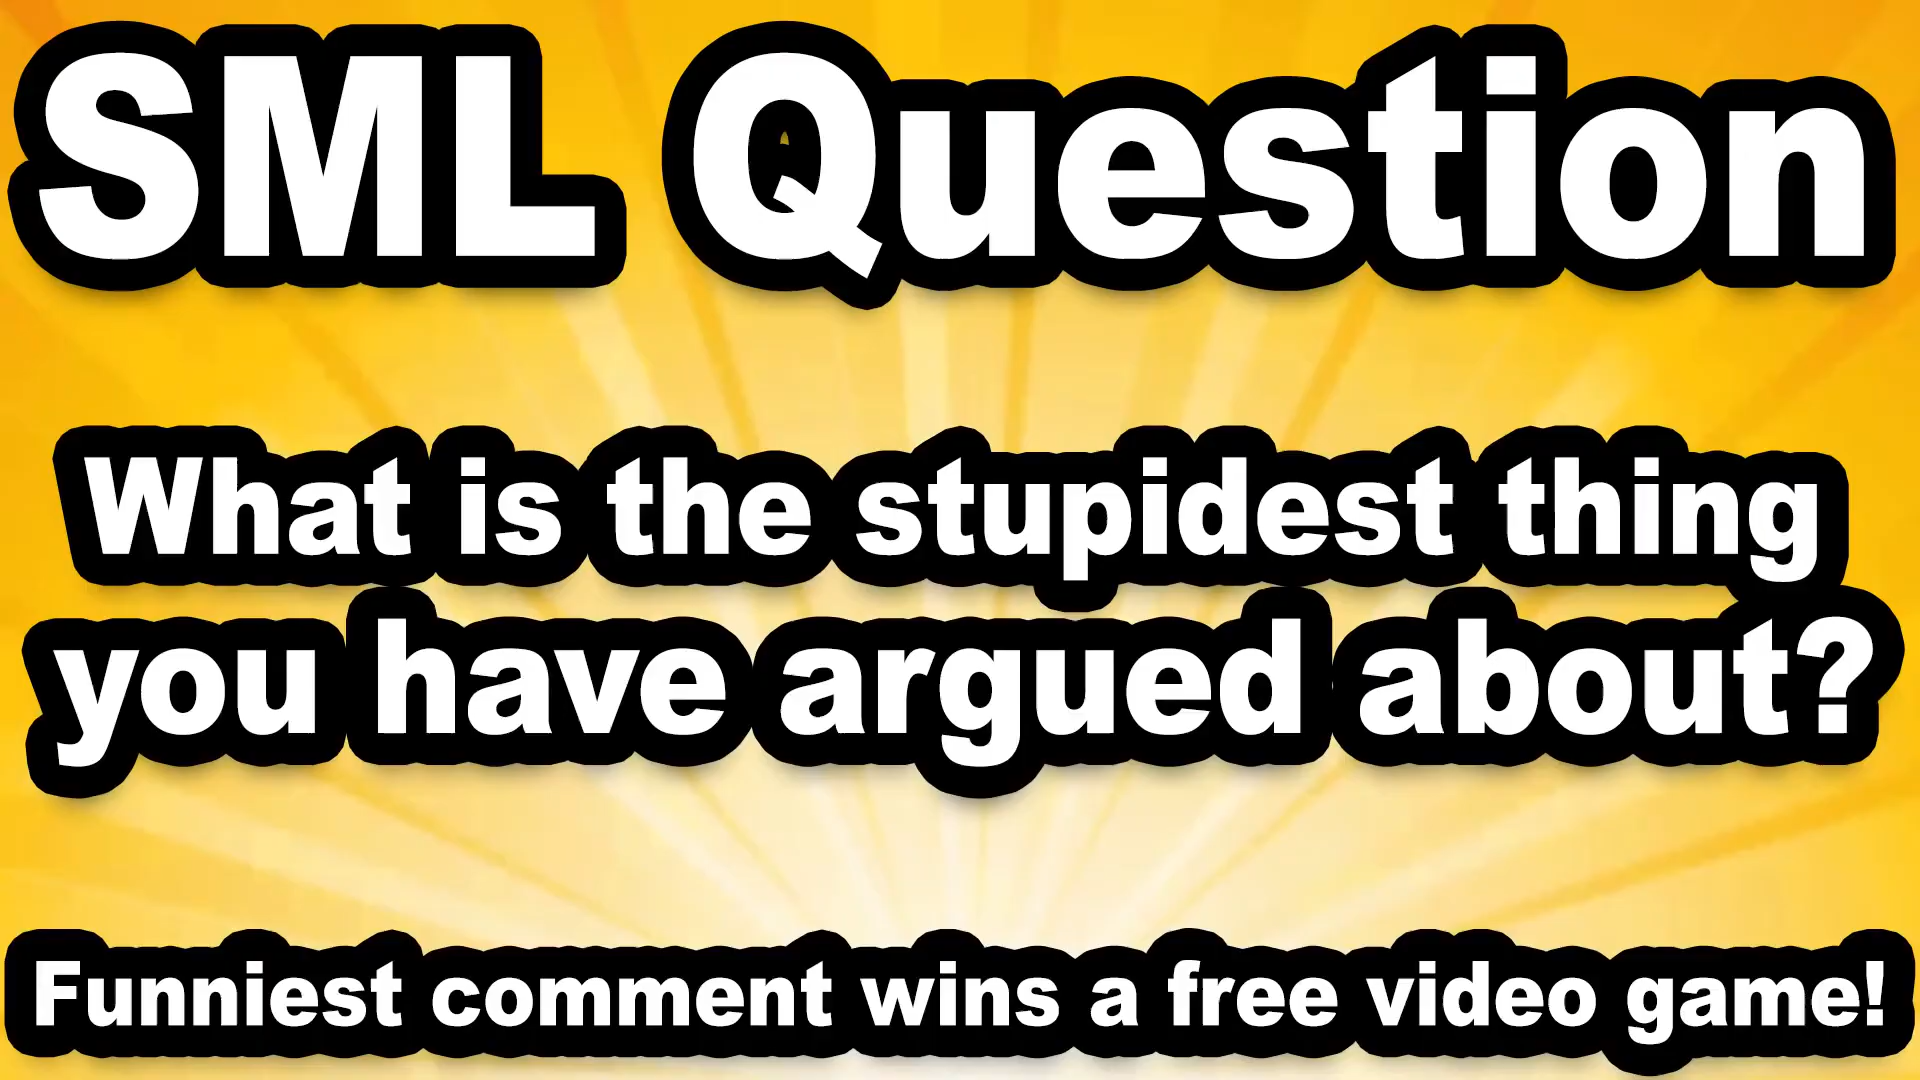 SML Question
What is the stupidest thing
you have argued about?
Funniest comment wins a free video game!